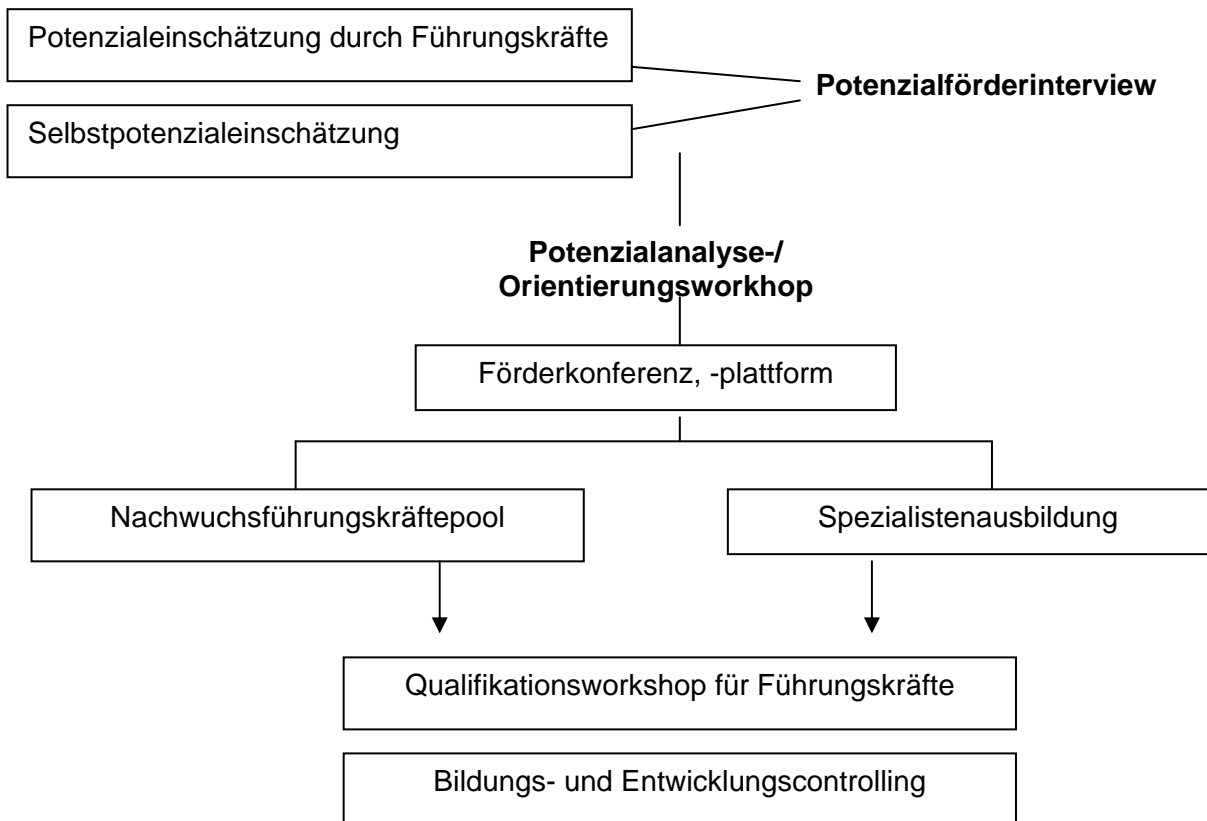 Potenzialeinschätzung durch Führungskräfte
Potenzialförderinterview
Selbstpotenzialeinschätzung
Potenzialanalyse-/
Orientierungsworkhop
Förderkonferenz, -plattform
Nachwuchsführungskräftepool
Spezialistenausbildung
Qualifikationsworkshop für Führungskräfte
Bildungs- und Entwicklungscontrolling